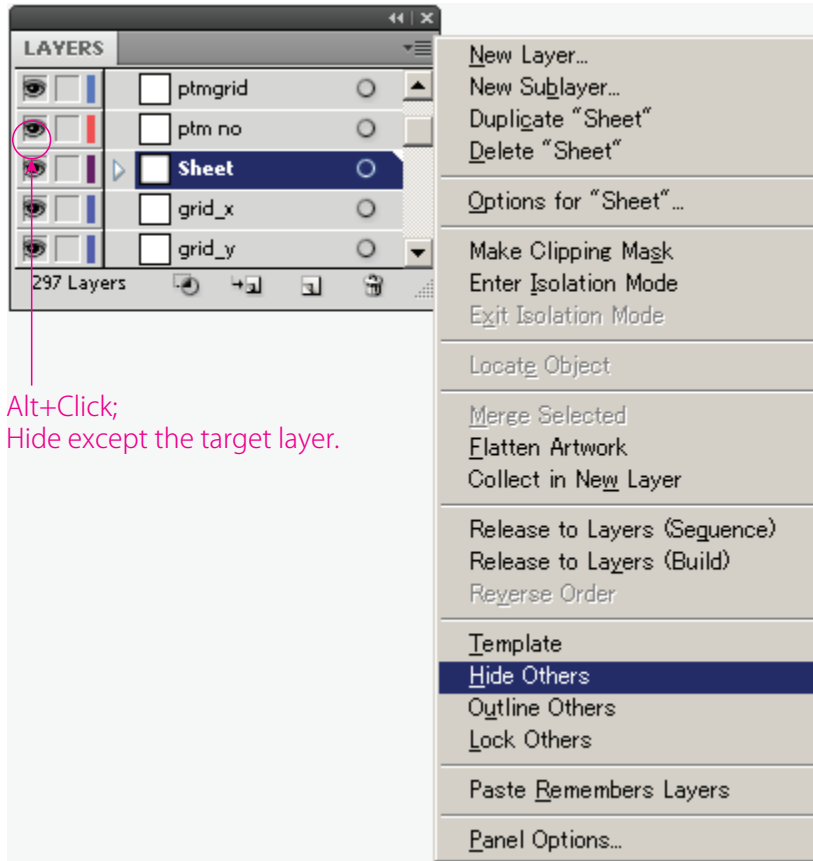 LAYERS
ptmgrid
ptm no
Sheet
grid_x
grid_y
297 Layers
Alt+Click;
Hide except the target layer.
New Layer...
New Sublayer...
Duplicate "Sheet"
Delete "Sheet"
Options for "Sheet"...
Make Clipping Mask
Enter Isolation Mode
Exit Isolation Mode
Locate Object
Merge Selected
Flatten Artwork
Collect in New Layer
Release to Layers (Sequence)
Release to Layers (Build)
Reverse Order
Template
Hide Others
Outline Others
Lock Others
Paste Remembers Layers
Panel Options...